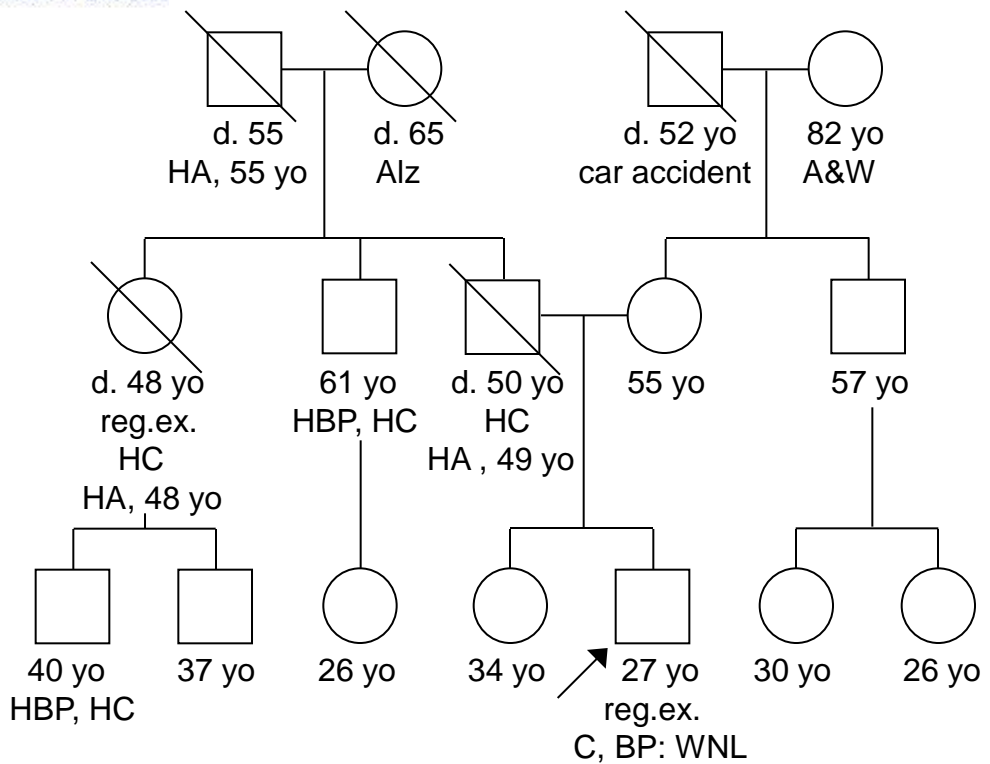 d. 55
HA, 55 yo
d. 65
Alz
d. 52 yo
car accident
82 yo
A&W
d. 48 yo
reg.ex.
HC
HA, 48 yo
61 yo
HBP, HC
d. 50 yo
HC
HA , 49 yo
55 yo
57 yo
40 yo
HBP, HC
37 yo
26 yo
34 yo
27 yo
reg.ex.
C, BP: WNL
30 yo
26 yo